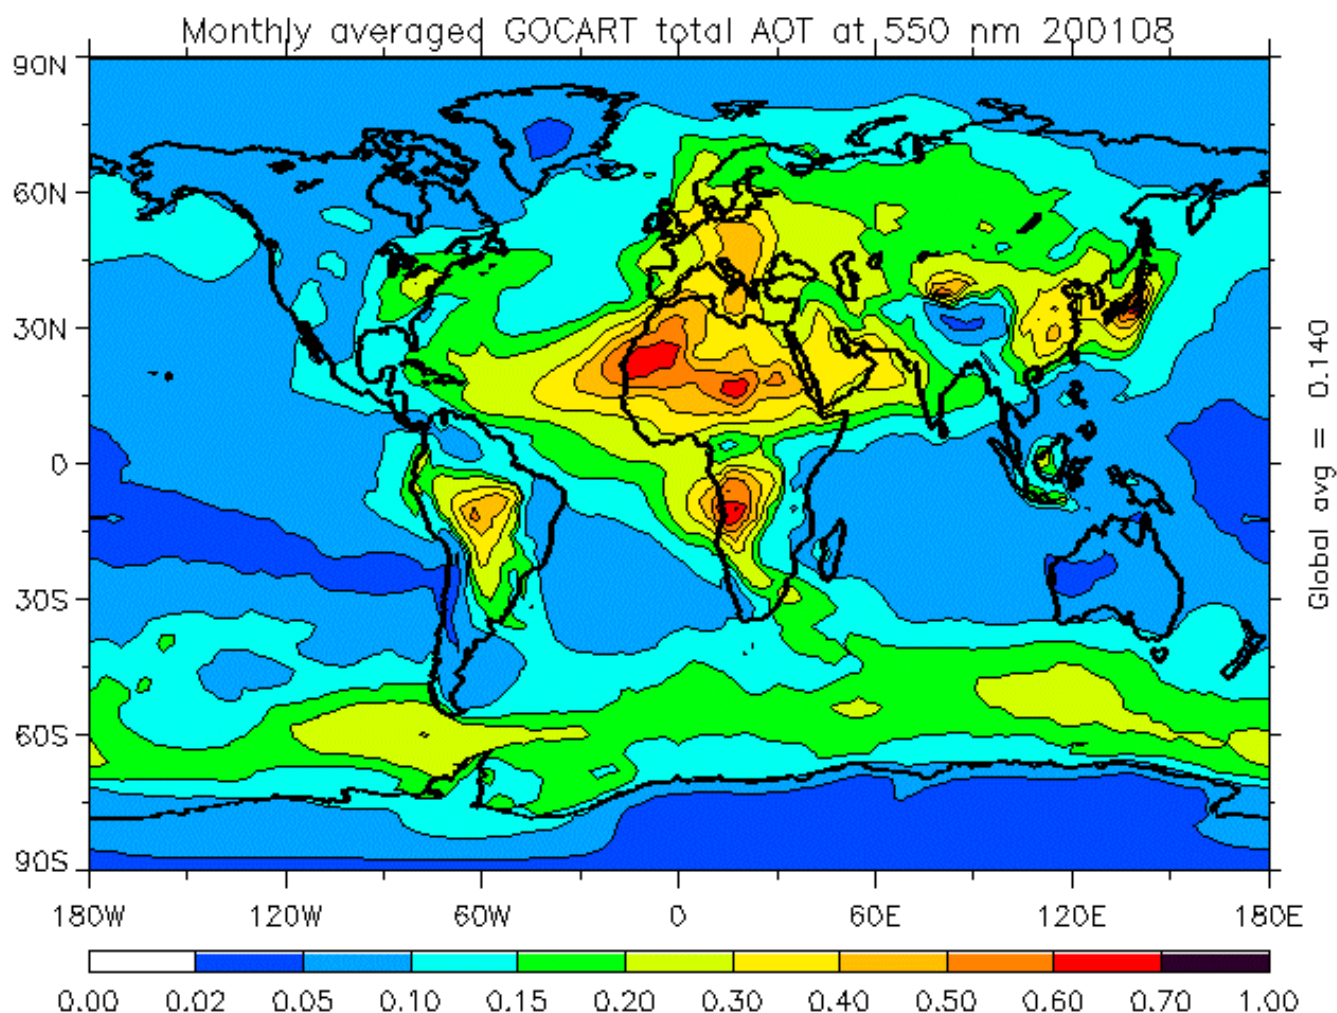 Monthly averaged GOCART total AOT at 550 nm 200108
90N
60N
30N
0
30S
60S
90S
180W 120W 60W 0 60E 120E 180E
Global avg = 0.140
0.00 0.02 0.05 0.10 0.15 0.20 0.30 0.40 0.50 0.60 0.70 1.00